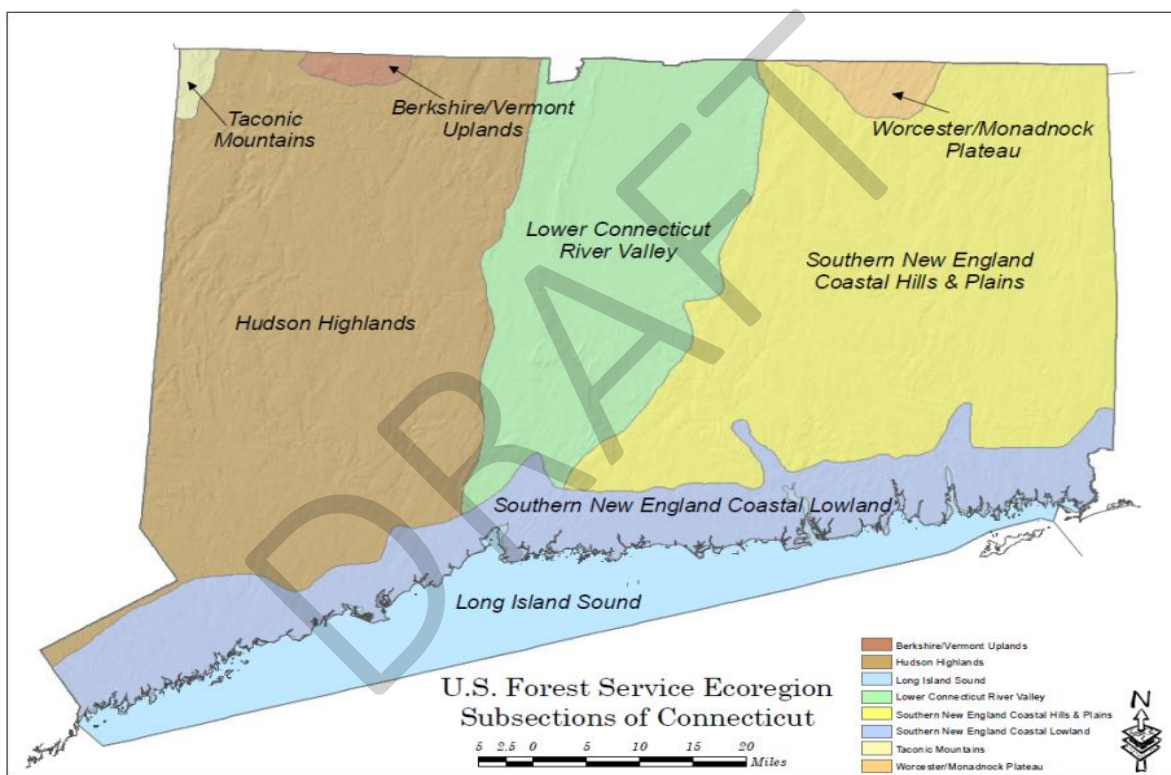 Taconic
Mountains
Berkshire/Vermont
Uplands
Worcester/Monadnock
Plateau
Lower Connecticut
River Valley
Southern New England
Coastal Hills & Plains
Hudson Highlands
Southern New England Coastal Lowland
Long Island Sound
DRAFT
U.S. Forest Service Ecoregion
Subsections of Connecticut
5 2.5 0 5 10 15 20
Miles
Berkshire/Vermont Uplands
Hudson Highlands
Long Island Sound
Lower Connecticut River Valley
Southern New England Coastal Hills & Plains
Southern New England Coastal Lowland
Taconic Mountains
Worcester/Monadnock Plateau
N